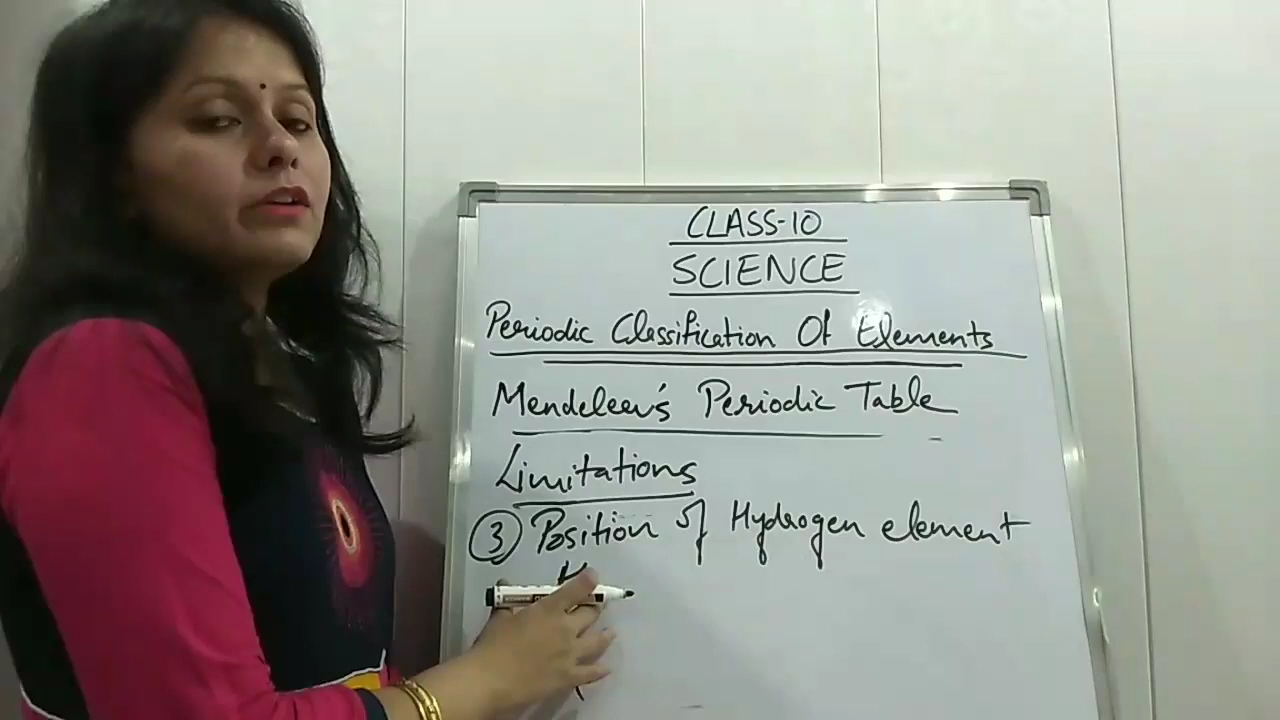 CLASS-10
SCIENCE
Periodic Classification Of Elements
Mendeleev's Periodic Table
Limitations
③ Position of Hydrogen element